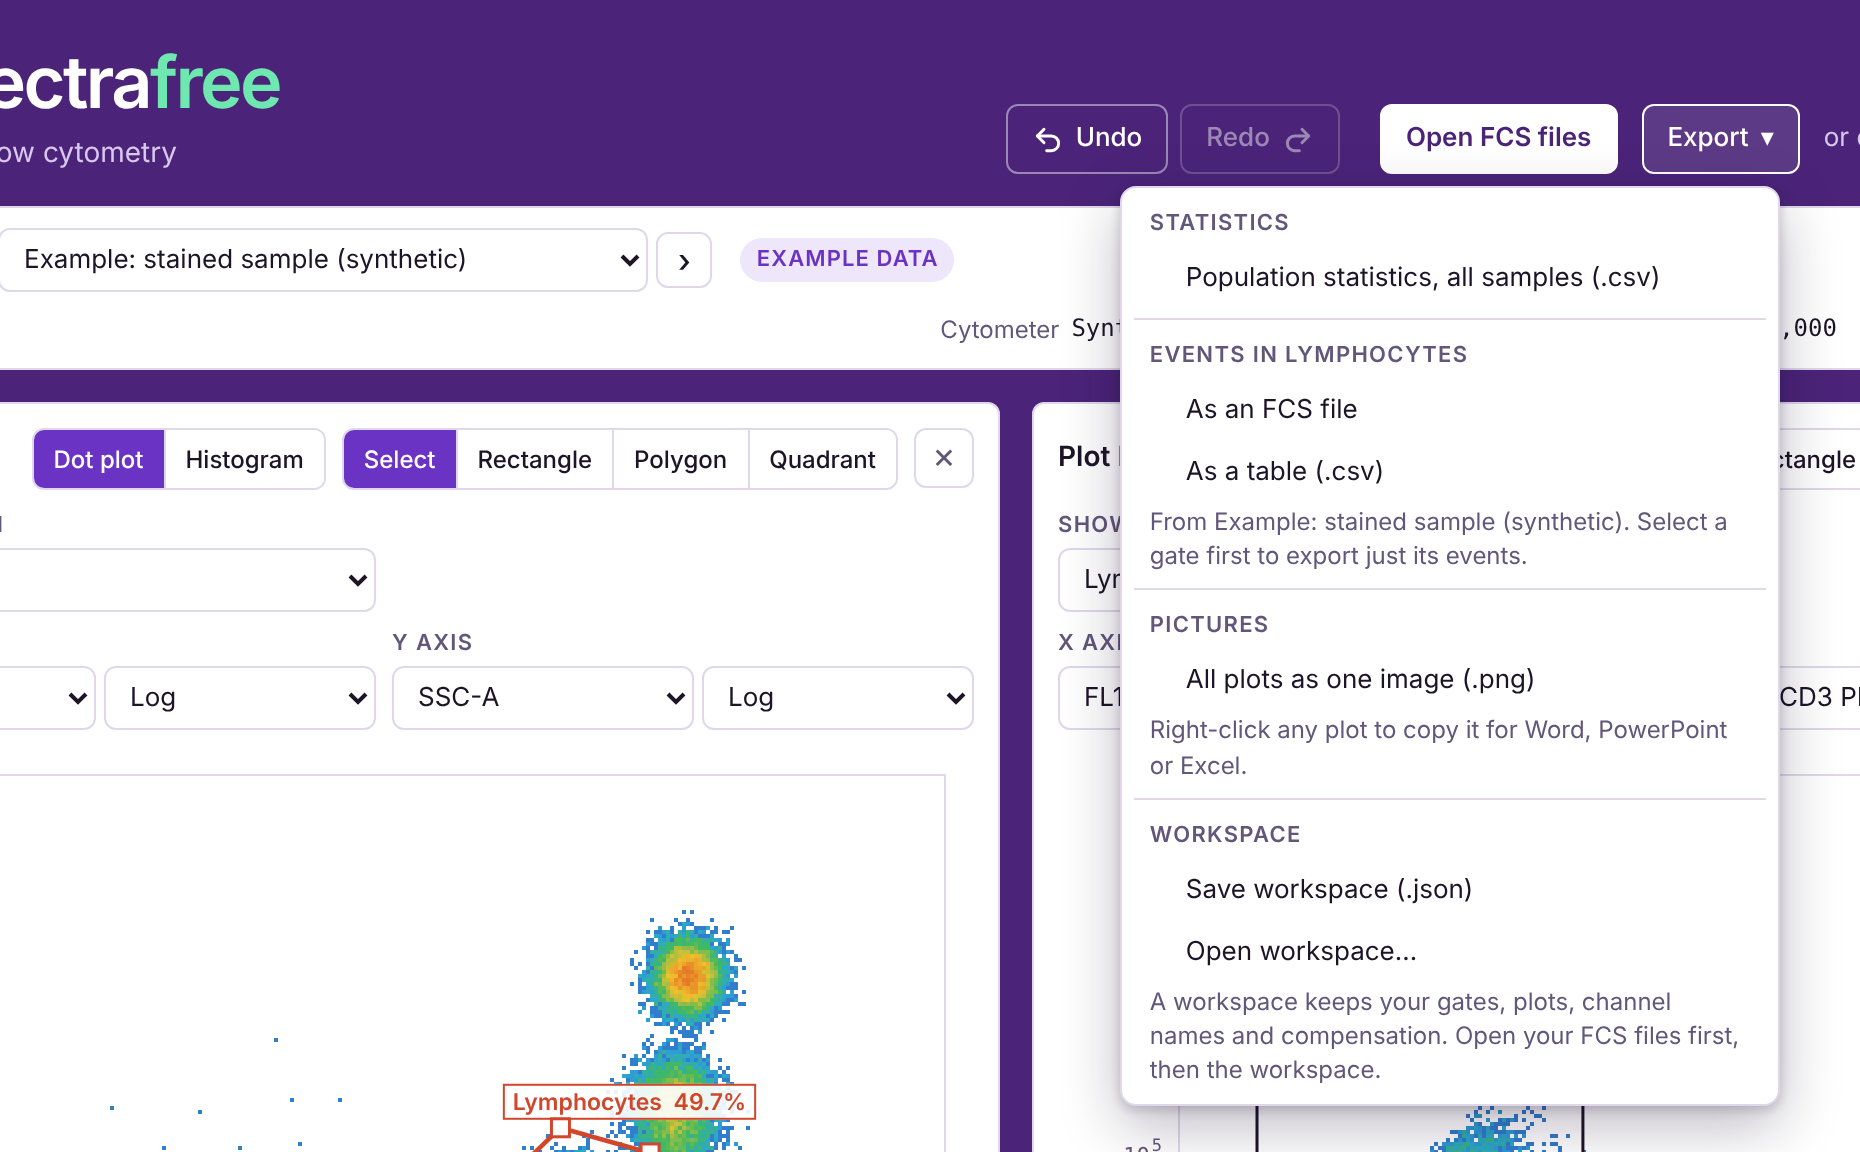 ectrafree
ow cytometry
Undo
Redo
Open FCS files
Export ▾
or
Example: stained sample (synthetic)
EXAMPLE DATA
Cytometer
,000
STATISTICS
Population statistics, all samples (.csv)
EVENTS IN LYMPHOCYTES
As an FCS file
As a table (.csv)
From Example: stained sample (synthetic). Select a
gate first to export just its events.
PICTURES
All plots as one image (.png)
Right-click any plot to copy it for Word, PowerPoint
or Excel.
WORKSPACE
Save workspace (.json)
Open workspace...
A workspace keeps your gates, plots, channel
names and compensation. Open your FCS files first,
then the workspace.
Dot plot
Histogram
Select
Rectangle
Polygon
Quadrant
Y AXIS
Log
SSC-A
Log
Lymphocytes 49.7%
Plot
SHOW
Lyr
X AXI
FL1
ctangle
CD3 P
10⁵